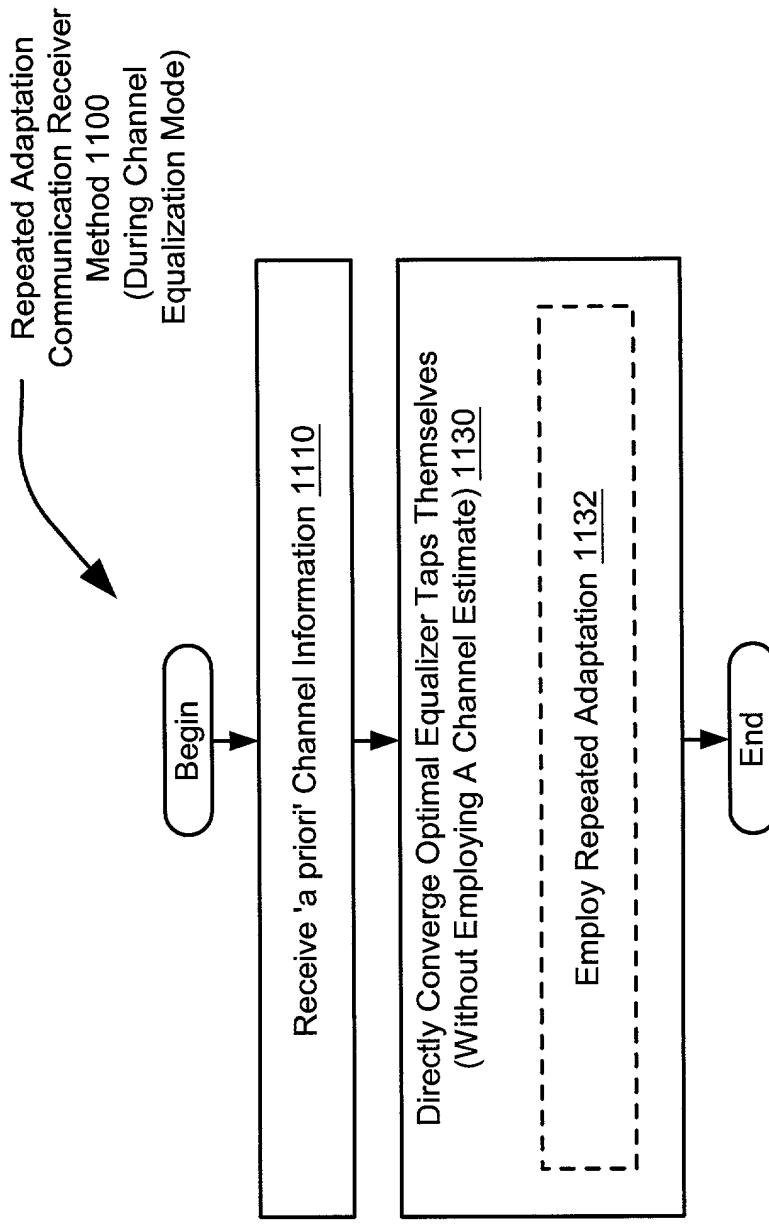 Repeated Adaptation
Communication Receiver
Method 1100
(During Channel
Equalization Mode)
Begin
Receive 'a priori' Channel Information 1110
Directly Converge Optimal Equalizer Taps Themselves
(Without Employing A Channel Estimate) 1130
Employ Repeated Adaptation 1132
End